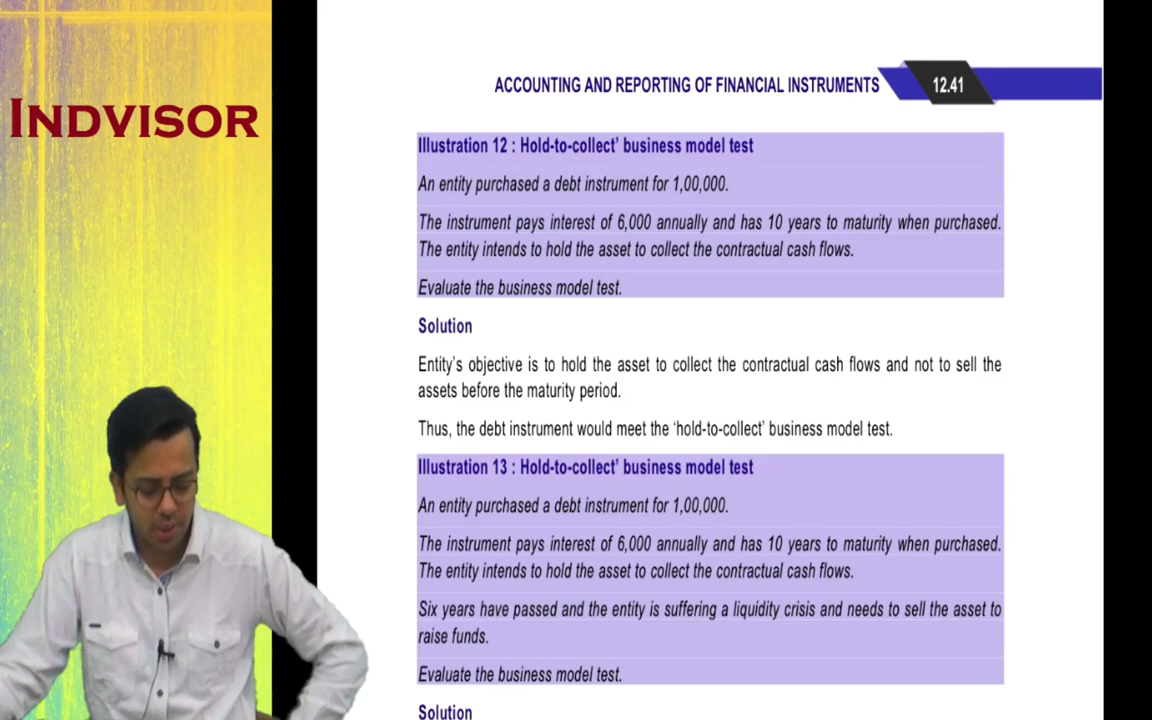 INDVISOR
ACCOUNTING AND REPORTING OF FINANCIAL INSTRUMENTS 12.41
Illustration 12 : Hold-to-collect’ business model test
An entity purchased a debt instrument for 1,00,000.
The instrument pays interest of 6,000 annually and has 10 years to maturity when purchased.
The entity intends to hold the asset to collect the contractual cash flows.
Evaluate the business model test.
Solution
Entity’s objective is to hold the asset to collect the contractual cash flows and not to sell the
assets before the maturity period.
Thus, the debt instrument would meet the ‘hold-to-collect’ business model test.
Illustration 13 : Hold-to-collect’ business model test
An entity purchased a debt instrument for 1,00,000.
The instrument pays interest of 6,000 annually and has 10 years to maturity when purchased.
The entity intends to hold the asset to collect the contractual cash flows.
Six years have passed and the entity is suffering a liquidity crisis and needs to sell the asset to
raise funds.
Evaluate the business model test.
Solution